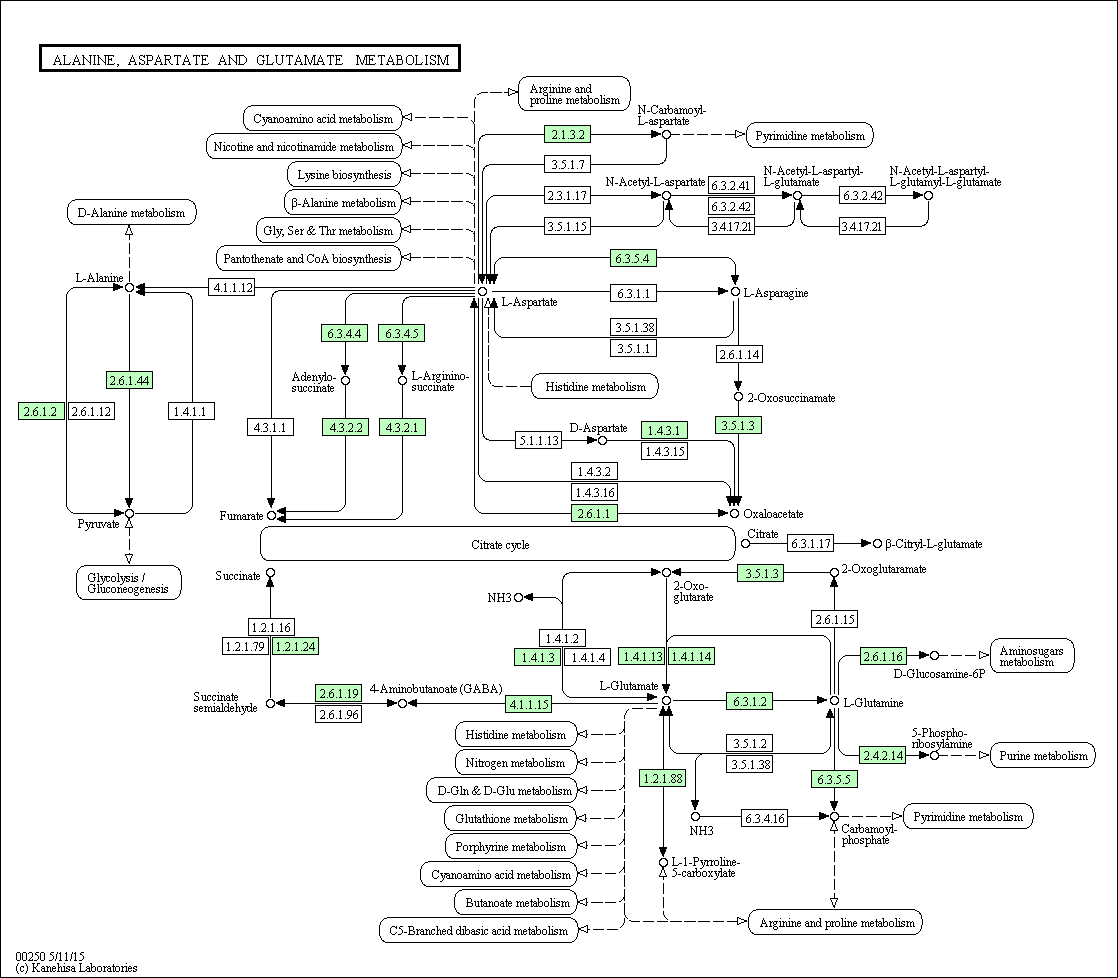 ALANINE, ASPARTATE AND GLUTAMATE METABOLISM
Arginine and
proline metabolism
Cyanoamino acid metabolism
Nicotine and nicotinamide metabolism
Lysine biosynthesis
β-Alanine metabolism
Gly, Ser & Thr metabolism
Pantothenate and CoA biosynthesis
N-Carbamoyl-
L-aspartate
2.1.3.2
Pyrimidine metabolism
3.5.1.7
N-Acetyl-L-aspartate
N-Acetyl-L-aspartyl-
L-glutamate
N-Acetyl-L-aspartyl-
L-glutamyl-L-glutamate
2.3.1.17
6.3.2.41
6.3.2.42
6.3.2.42
3.5.1.15
3.4.17.21
3.4.17.21
D-Alanine metabolism
L-Alanine
4.1.1.12
6.3.5.4
L-Aspartate
6.3.1.1
L-Asparagine
3.5.1.38
3.5.1.1
6.3.4.4
6.3.4.5
2.6.1.14
2.6.1.44
Adenylo-
succinate
L-Arginino-
succinate
Histidine metabolism
2-Oxosuccinamate
2.6.1.2
2.6.1.12
1.4.1.1
4.3.1.1
4.3.2.2
4.3.2.1
D-Aspartate
5.1.1.13
1.4.3.1
1.4.3.15
3.5.1.3
1.4.3.2
1.4.3.16
2.6.1.1
Pyruvate
Fumarate
Oxaloacetate
Citrate cycle
Citrate
6.3.1.17
β-Citryl-L-glutamate
Glycolysis /
Gluconeogenesis
Succinate
NH3
2-Oxo-
glutarate
3.5.1.3
2-Oxoglutaramate
1.2.1.16
1.2.1.79
1.2.1.24
1.4.1.2
1.4.1.3
1.4.1.4
1.4.1.13
1.4.1.14
2.6.1.15
2.6.1.16
D-Glucosamine-6P
Aminosugars
metabolism
Succinate
semialdehyde
2.6.1.19
2.6.1.96
4-Aminobutanoate (GABA)
4.1.1.15
L-Glutamate
6.3.1.2
L-Glutamine
Histidine metabolism
Nitrogen metabolism
D-Gln & D-Glu metabolism
Glutathione metabolism
Porphyrine metabolism
Cyanoamino acid metabolism
Butanoate metabolism
C5-Branched dibasic acid metabolism
3.5.1.2
3.5.1.38
5-Phospho-
ribosylamine
2.4.2.14
Purine metabolism
1.2.1.88
6.3.5.5
NH3
6.3.4.16
Carbamoyl-
phosphate
Pyrimidine metabolism
L-1-Pyrroline-
5-carboxylate
Arginine and proline metabolism
00250 5/11/15
(c) Kanehisa Laboratories